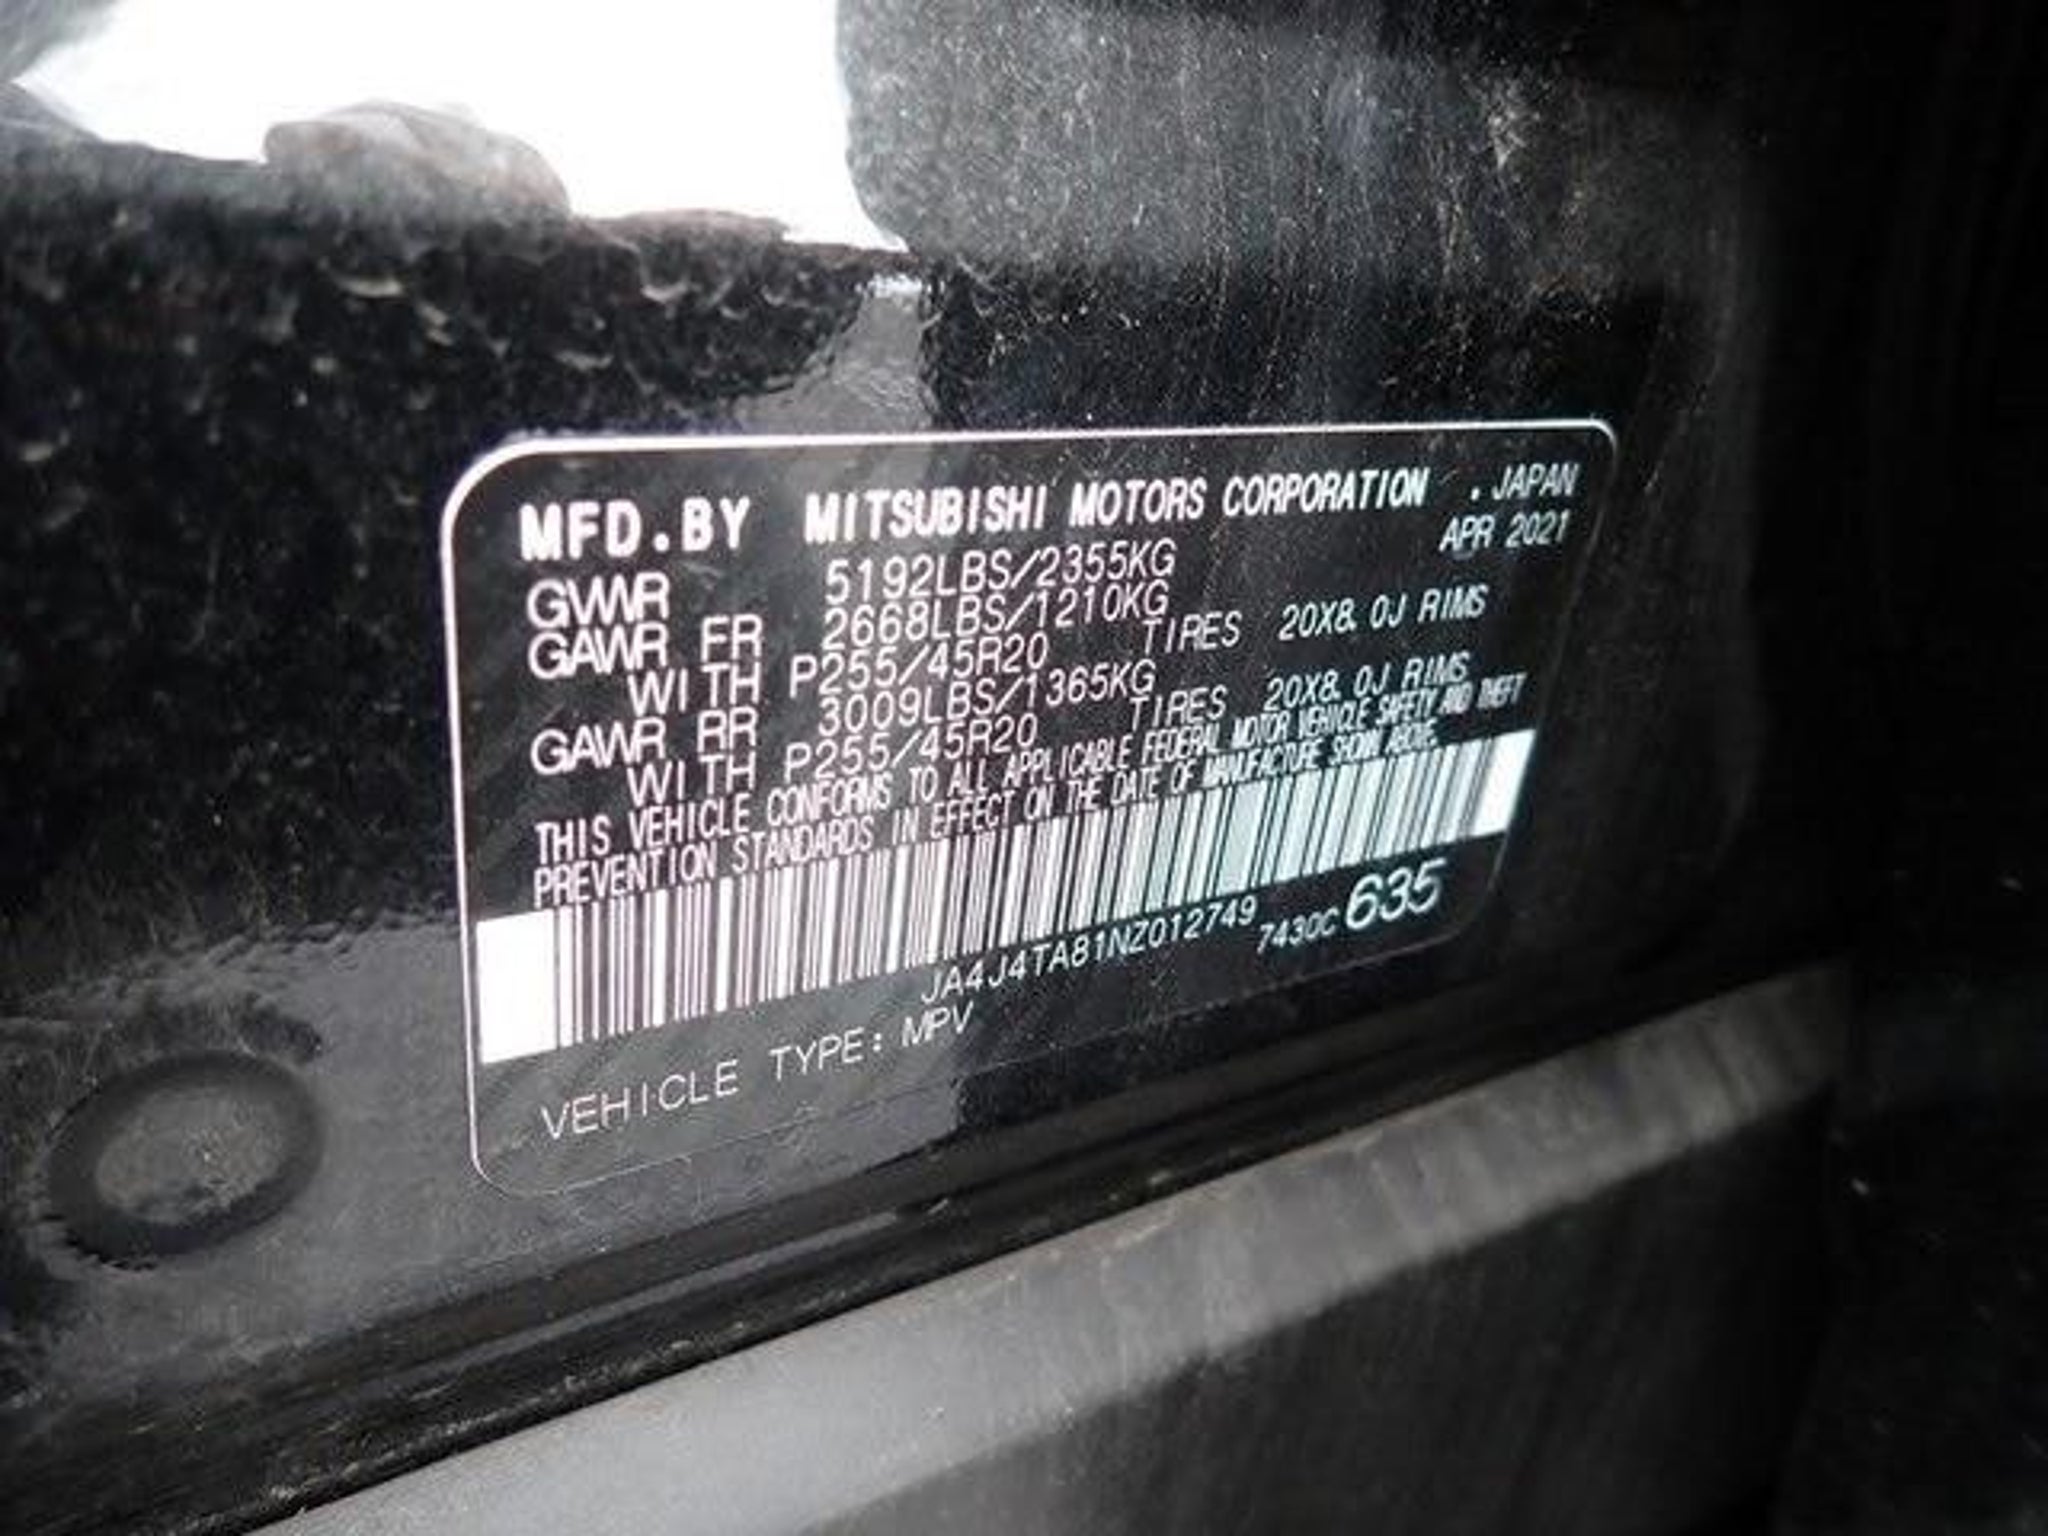 MFD.BY MITSUBISHI MOTORS CORPORATION . JAPAN
APR 2021
GVWR 5192LBS/2355KG
GAWR FR 2668LBS/1210KG
WITH P255/45R20 TIRES 20X8.0J RIMS
GAWR RR 3009LBS/1365KG
WITH P255/45R20 TIRES 20X8.0J RIMS
THIS VEHICLE CONFORMS TO ALL APPLICABLE FEDERAL MOTOR VEHICLE SAFETY AND THEFT
PREVENTION STANDARDS IN EFFECT ON THE DATE OF MANUFACTURE SHOWN ABOVE.
JA4J4TA81NZ012749
7430C 635
VEHICLE TYPE: MPV